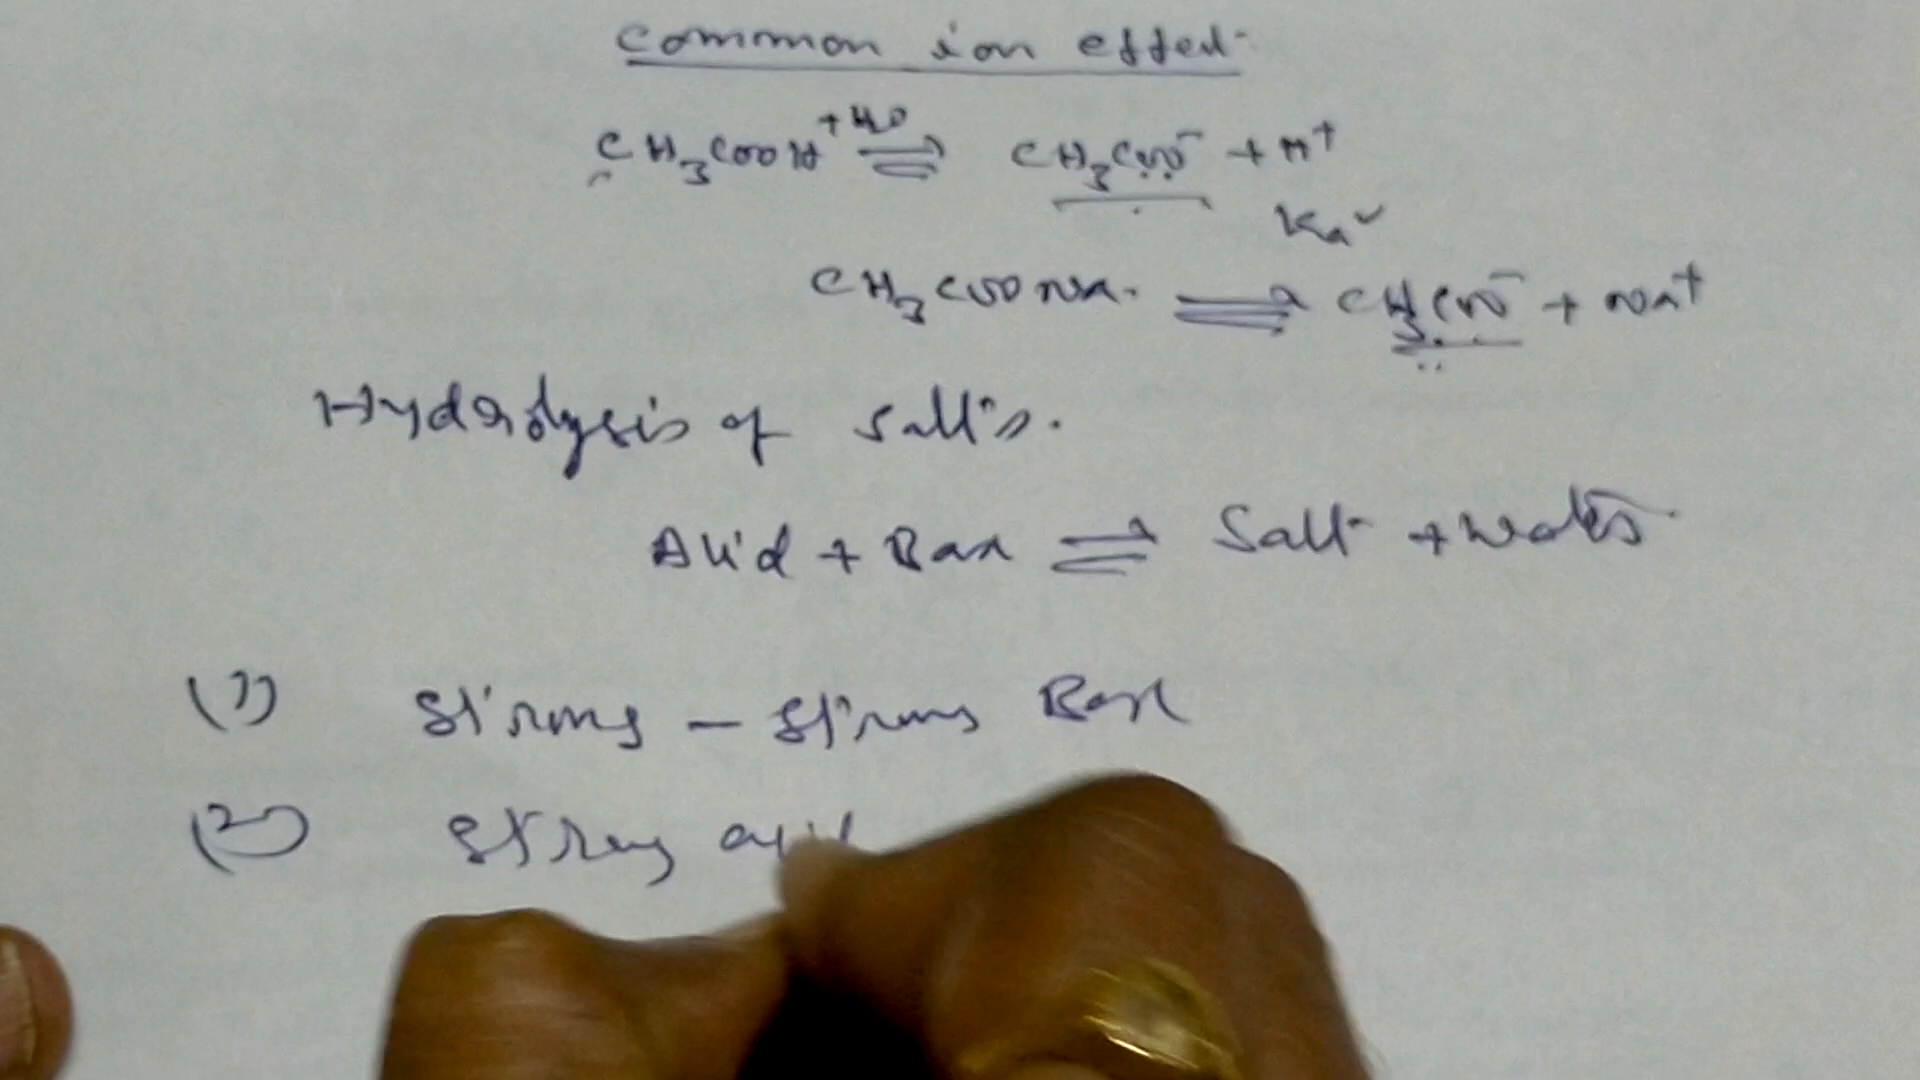 Common ion effect
CH3COOH +H2O ⇌ CH3COO⁻ + H⁺
Ka
CH3COONa. ⇌ CH3COO⁻ + Na⁺
Hydrolysis of Salts.
Acid + Base ⇌ Salt + Water
(1) Strong - Strong Base
(2) Strong acid